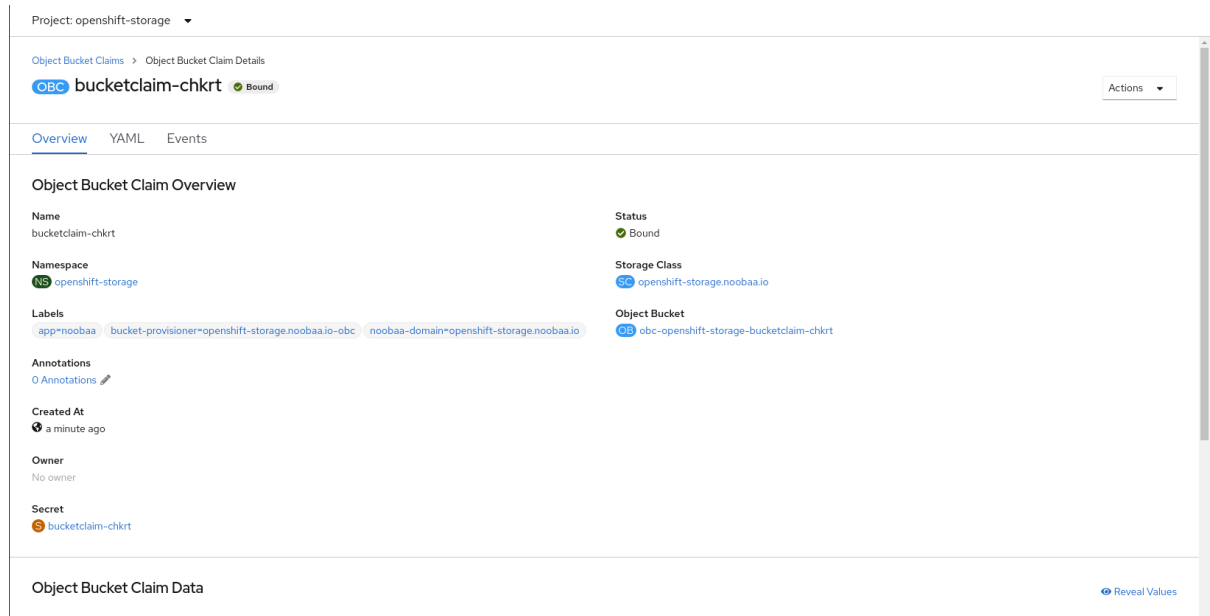 Project: openshift-storage
Object Bucket Claims > Object Bucket Claim Details
OBC bucketclaim-chkrt Bound
Actions
Overview YAML Events
Object Bucket Claim Overview
Name
bucketclaim-chkrt
Namespace
NS openshift-storage
Labels
app=noobaa bucket-provisioner=openshift-storage.noobaa.io-obc noobaa-domain=openshift-storage.noobaa.io
Annotations
0 Annotations
Created At
a minute ago
Owner
No owner
Secret
S bucketclaim-chkrt
Status
Bound
Storage Class
SC openshift-storage.noobaa.io
Object Bucket
OB obc-openshift-storage-bucketclaim-chkrt
Object Bucket Claim Data
Reveal Values